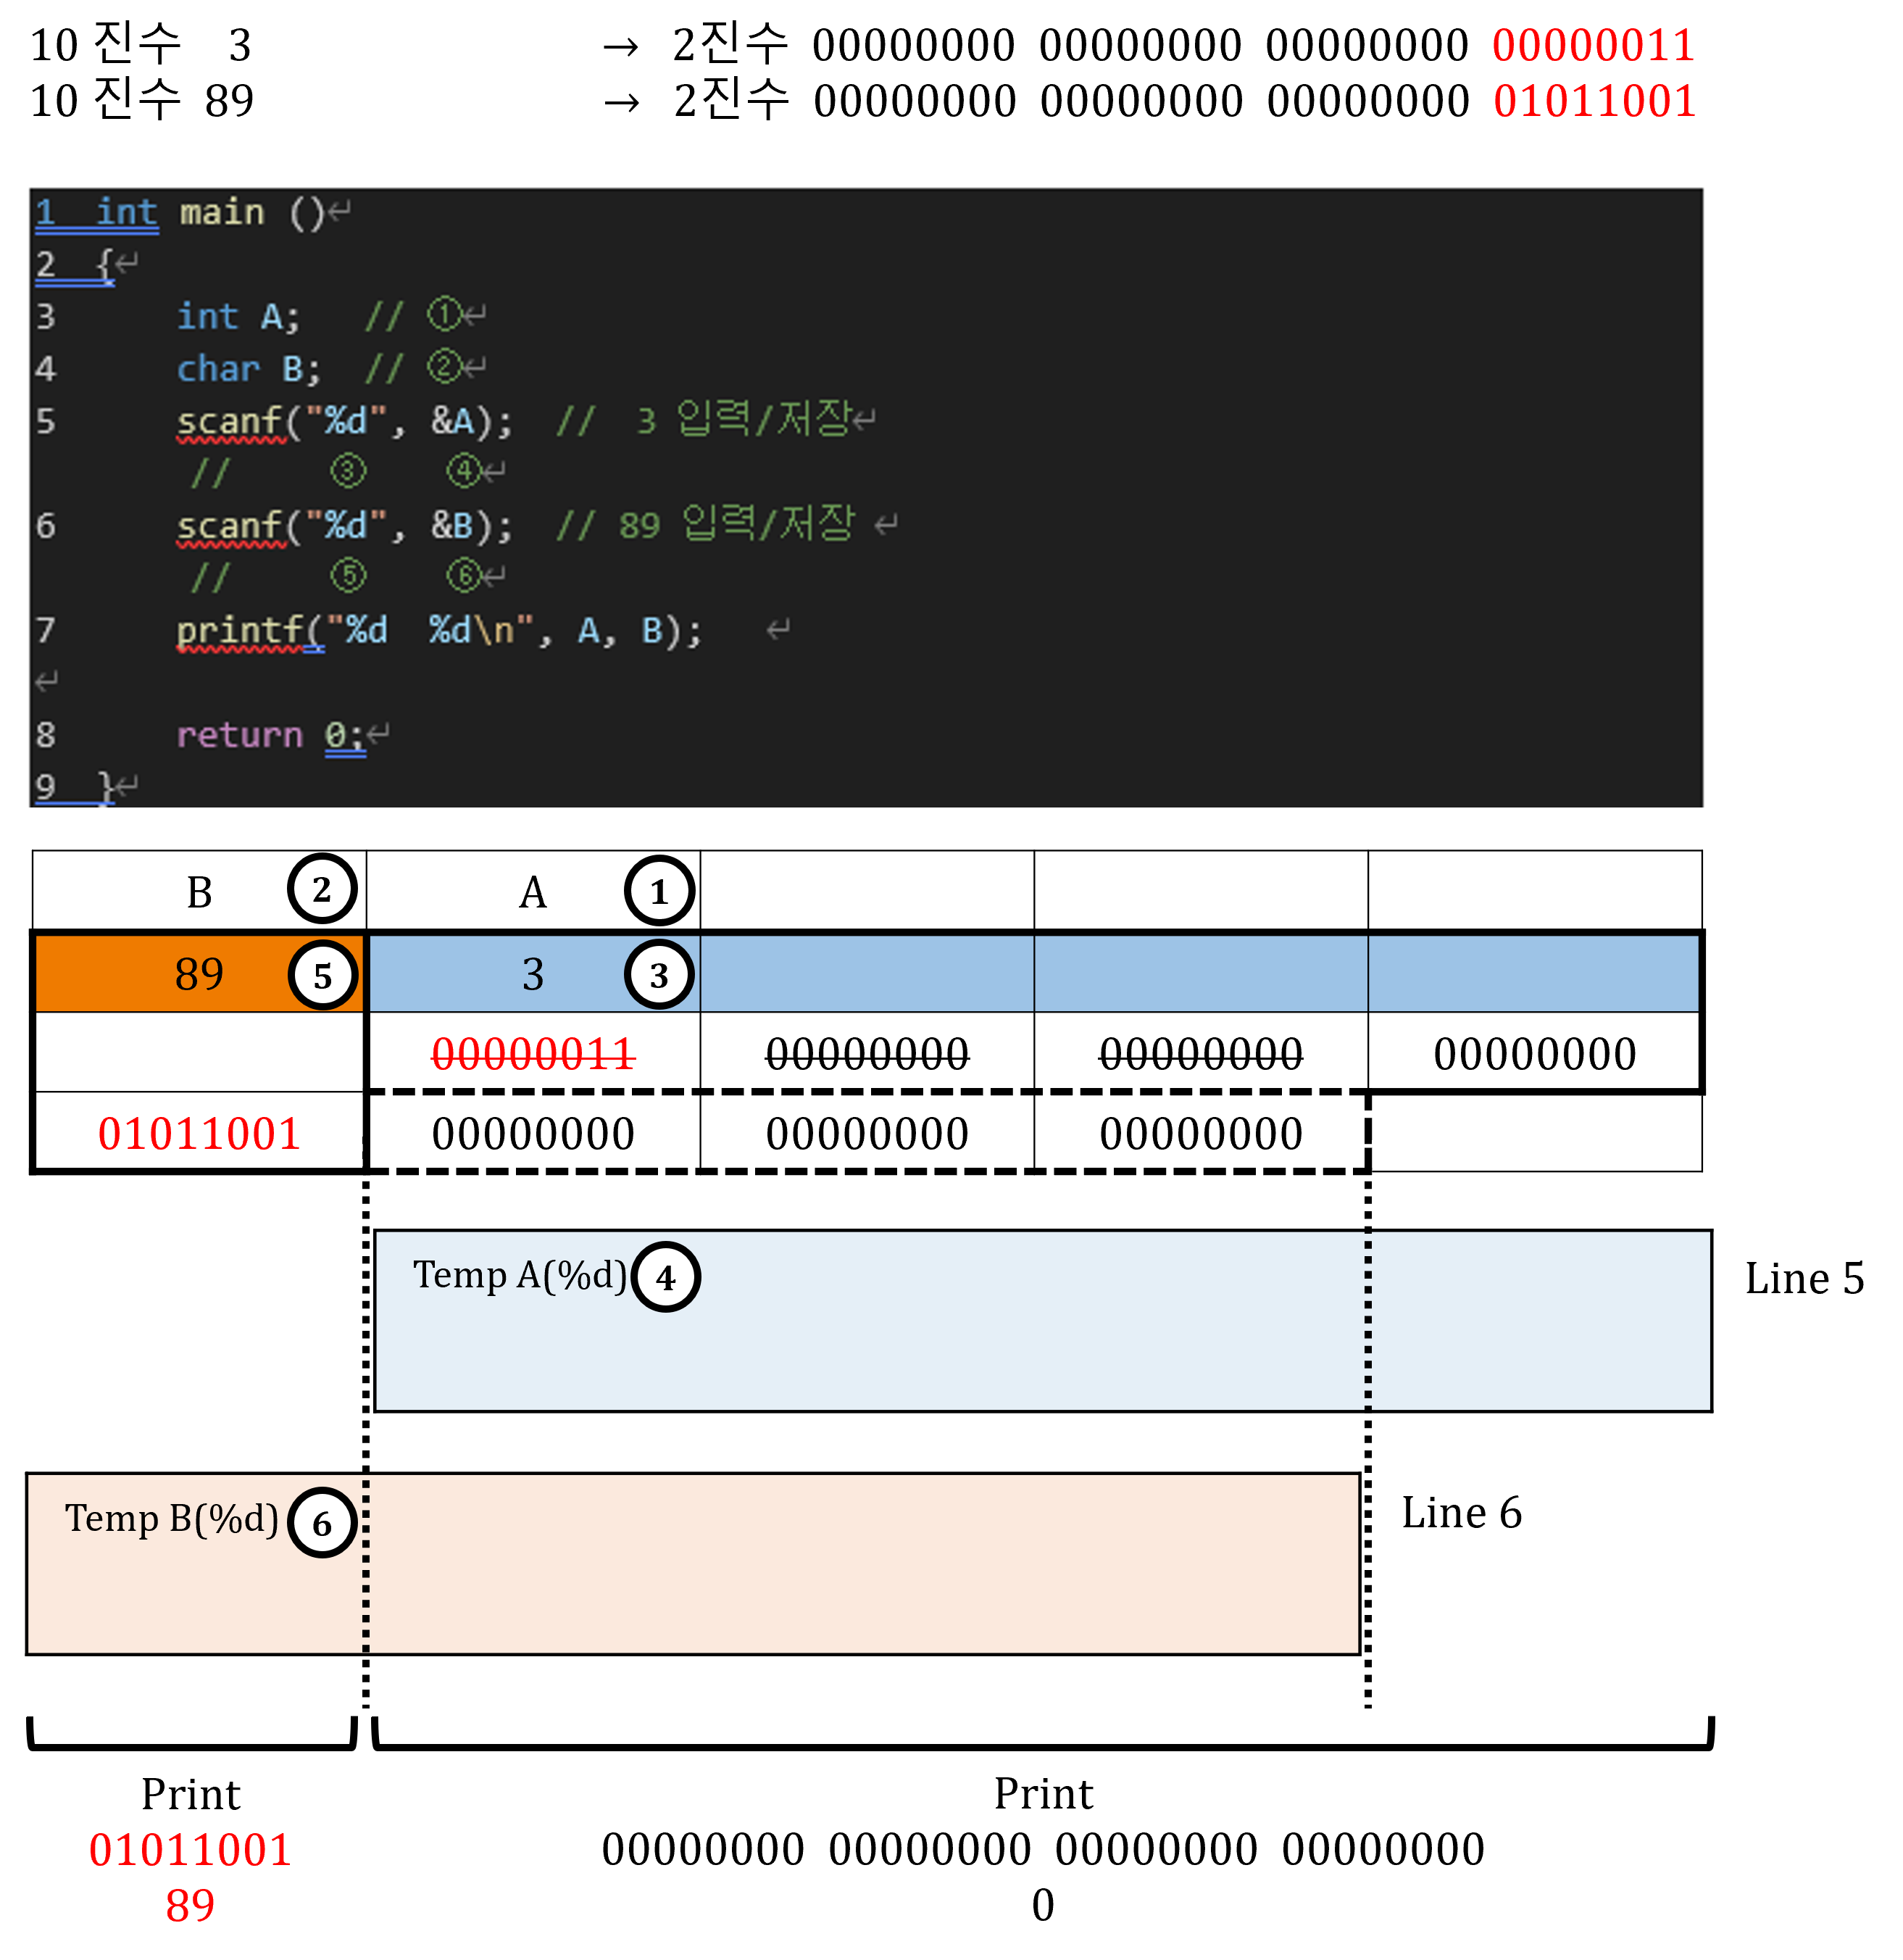 10 진수 3 → 2진수 00000000 00000000 00000000 00000011
10 진수 89 → 2진수 00000000 00000000 00000000 01011001
1 int main ()↵
2 {↵
3 int A; // ①↵
4 char B; // ②↵
5 scanf("%d", &A); // 3 입력/저장↵
// ③ ④↵
6 scanf("%d", &B); // 89 입력/저장 ↵
// ⑤ ⑥↵
7 printf("%d %d\n", A, B); ↵
↵
8 return 0;↵
9 }↵
B ② A ①
89 ⑤ 3 ③
00000011 00000000 00000000 00000000
01011001 00000000 00000000 00000000
Temp A(%d) ④ Line 5
Temp B(%d) ⑥ Line 6
Print Print
01011001 00000000 00000000 00000000 00000000
89 0